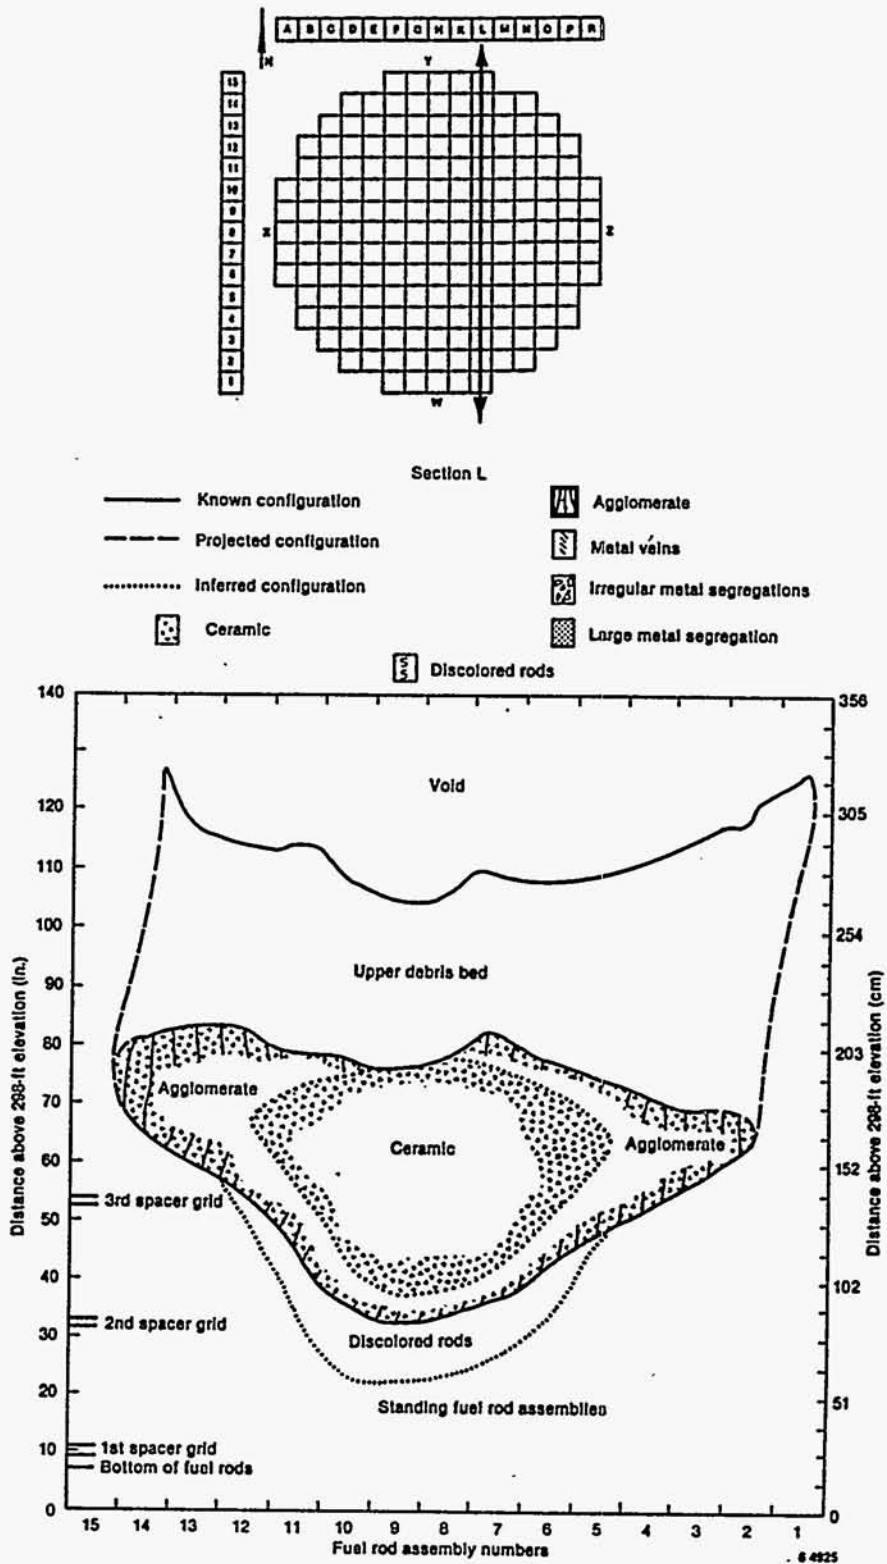 A B C D E F G H K L M N O P R
N
Y
15
14
13
12
11
10
9
8
7
6
5
4
3
2
1
X
Z
W
Section L
Known configuration
Projected configuration
Inferred configuration
Ceramic
Agglomerate
Metal veins
Irregular metal segregations
Large metal segregation
Discolored rods
140
120
110
100
90
80
70
60
50
40
30
20
10
0
Distance above 298-ft elevation (in.)
356
305
254
203
152
102
51
0
Distance above 298-ft elevation (cm)
Void
Upper debris bed
Agglomerate
Ceramic
Agglomerate
3rd spacer grid
2nd spacer grid
Discolored rods
Standing fuel rod assemblies
1st spacer grid
Bottom of fuel rods
15 14 13 12 11 10 9 8 7 6 5 4 3 2 1
Fuel rod assembly numbers
6 4925